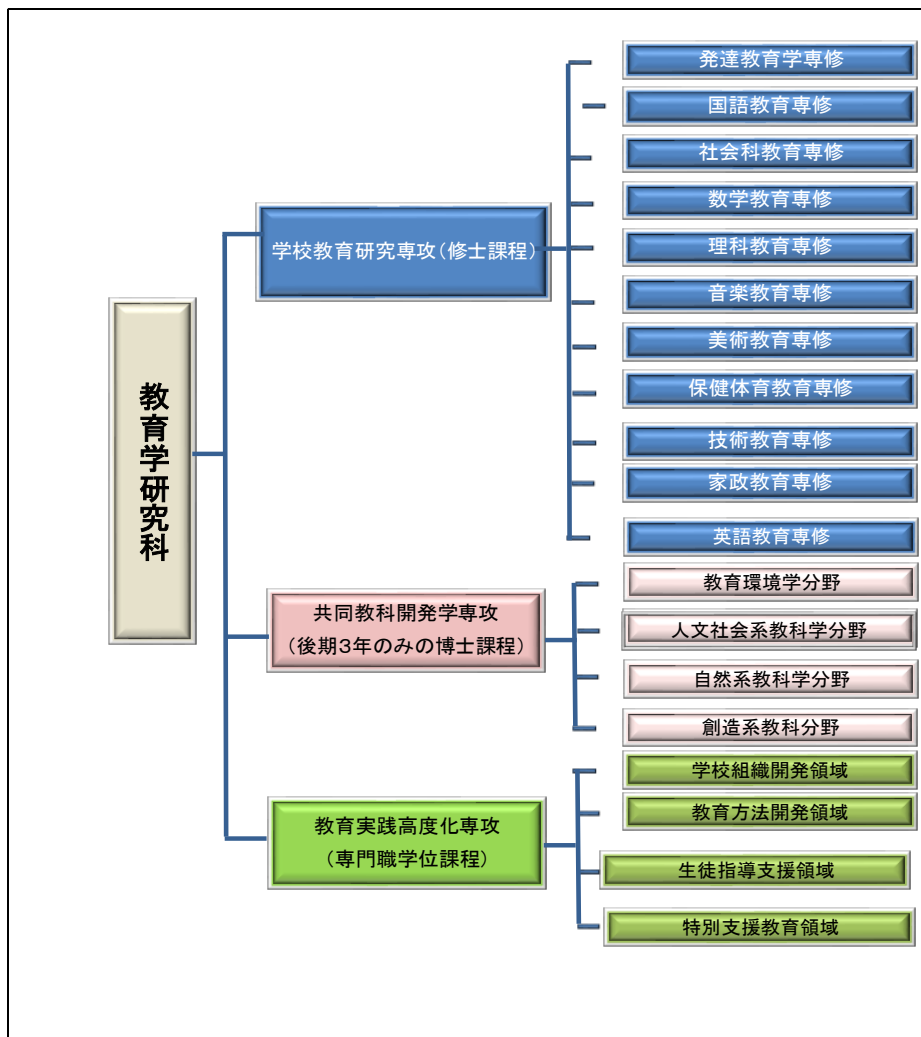 教育学研究科
学校教育研究専攻（修士課程）
発達教育学専修
国語教育専修
社会科教育専修
数学教育専修
理科教育専修
音楽教育専修
美術教育専修
保健体育教育専修
技術教育専修
家政教育専修
英語教育専修
共同教科開発学専攻
（後期3年のみの博士課程）
教育環境学分野
人文社会系教科学分野
自然系教科学分野
創造系教科分野
教育実践高度化専攻
（専門職学位課程）
学校組織開発領域
教育方法開発領域
生徒指導支援領域
特別支援教育領域